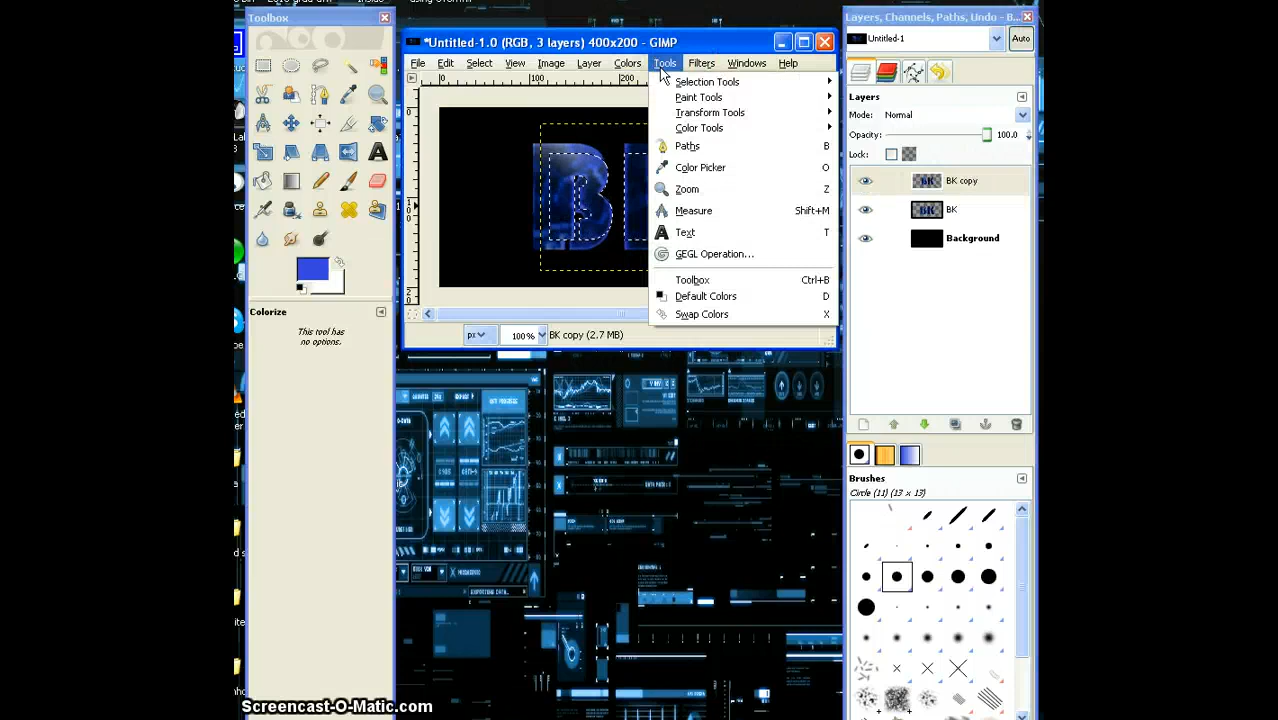 Toolbox
*Untitled-1.0 (RGB, 3 layers) 400x200 - GIMP
Layers, Channels, Paths, Undo - B...
File Edit Select View Image Layer Colors Tools Filters Windows Help
Untitled-1
Auto
100
200
Selection Tools
Paint Tools
Transform Tools
Color Tools
Paths B
Color Picker O
Zoom Z
Measure Shift+M
Text T
GEGL Operation...
Toolbox Ctrl+B
Default Colors D
Swap Colors X
B
Layers
Mode: Normal
Opacity: 100.0
Lock:
BK copy
BK
Background
Colorize
This tool has
no options.
px
100%
BK copy (2.7 MB)
Brushes
Circle (11) (13 × 13)
Screencast-O-Matic.com